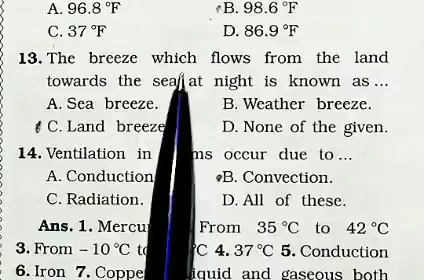 A. 96.8 °F B. 98.6 °F
C. 37 °F D. 86.9 °F
13. The breeze which flows from the land
towards the sea at night is known as ...
A. Sea breeze. B. Weather breeze.
C. Land breeze D. None of the given.
14. Ventilation in ms occur due to ...
A. Conduction B. Convection.
C. Radiation. D. All of these.
Ans. 1. Mercu From 35 °C to 42 °C
3. From – 10 °C to °C 4. 37 °C 5. Conduction
6. Iron 7. Coppe iquid and gaseous both